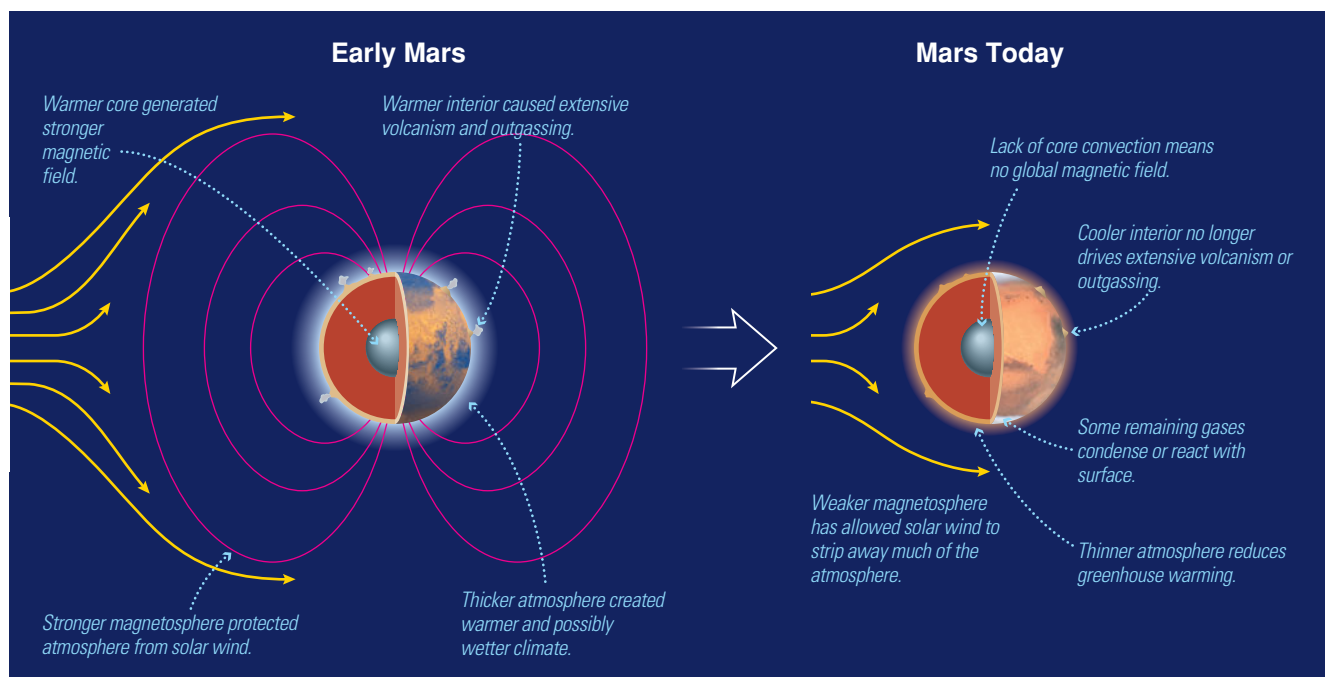 Early Mars
Warmer core generated
stronger
magnetic
field.
Warmer interior caused extensive
volcanism and outgassing.
Stronger magnetosphere protected
atmosphere from solar wind.
Thicker atmosphere created
warmer and possibly
wetter climate.
Mars Today
Lack of core convection means
no global magnetic field.
Cooler interior no longer
drives extensive volcanism or
outgassing.
Some remaining gases
condense or react with
surface.
Weaker magnetosphere
has allowed solar wind to
strip away much of the
atmosphere.
Thinner atmosphere reduces
greenhouse warming.